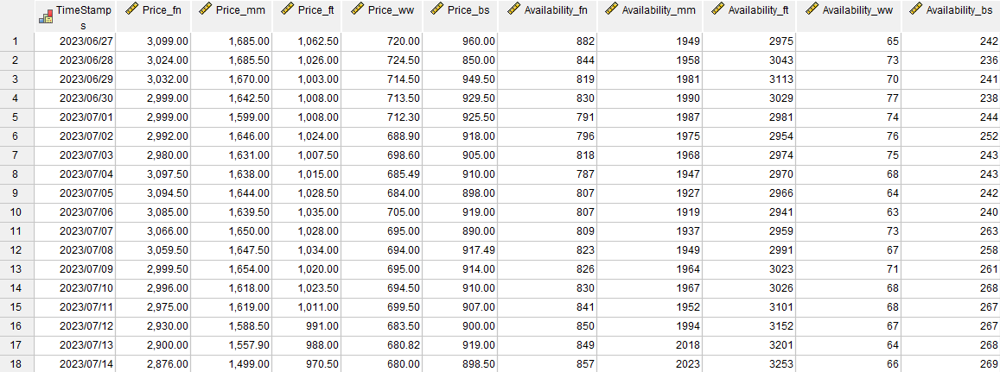 TimeStamps Price_fn Price_mm Price_ft Price_ww Price_bs Availability_fn Availability_mm Availability_ft Availability_ww Availability_bs
1 2023/06/27 3,099.00 1,685.00 1,062.50 720.00 960.00 882 1949 2975 65 242
2 2023/06/28 3,024.00 1,685.50 1,026.00 724.50 850.00 844 1958 3043 73 236
3 2023/06/29 3,032.00 1,670.00 1,003.00 714.50 949.50 819 1981 3113 70 241
4 2023/06/30 2,999.00 1,642.50 1,008.00 713.50 929.50 830 1990 3029 77 238
5 2023/07/01 2,999.00 1,599.00 1,008.00 712.30 925.50 791 1987 2981 74 244
6 2023/07/02 2,992.00 1,646.00 1,024.00 688.90 918.00 796 1975 2954 76 252
7 2023/07/03 2,980.00 1,631.00 1,007.50 698.60 905.00 818 1968 2974 75 243
8 2023/07/04 3,097.50 1,638.00 1,015.00 685.49 910.00 787 1947 2970 68 243
9 2023/07/05 3,094.50 1,644.00 1,028.50 684.00 898.00 807 1927 2966 64 242
10 2023/07/06 3,085.00 1,639.50 1,035.00 705.00 919.00 807 1919 2941 63 240
11 2023/07/07 3,066.00 1,650.00 1,028.00 695.00 890.00 809 1937 2959 73 263
12 2023/07/08 3,059.50 1,647.50 1,034.00 694.00 917.49 823 1949 2991 67 258
13 2023/07/09 2,999.50 1,654.00 1,020.00 695.00 914.00 826 1964 3023 71 261
14 2023/07/10 2,996.00 1,618.00 1,023.50 694.50 910.00 830 1967 3026 68 268
15 2023/07/11 2,975.00 1,619.00 1,011.00 699.50 907.00 841 1952 3101 68 267
16 2023/07/12 2,930.00 1,588.50 991.00 683.50 900.00 850 1994 3152 67 267
17 2023/07/13 2,900.00 1,557.90 988.00 680.82 919.00 849 2018 3201 64 268
18 2023/07/14 2,876.00 1,499.00 970.50 680.00 898.50 857 2023 3253 66 269